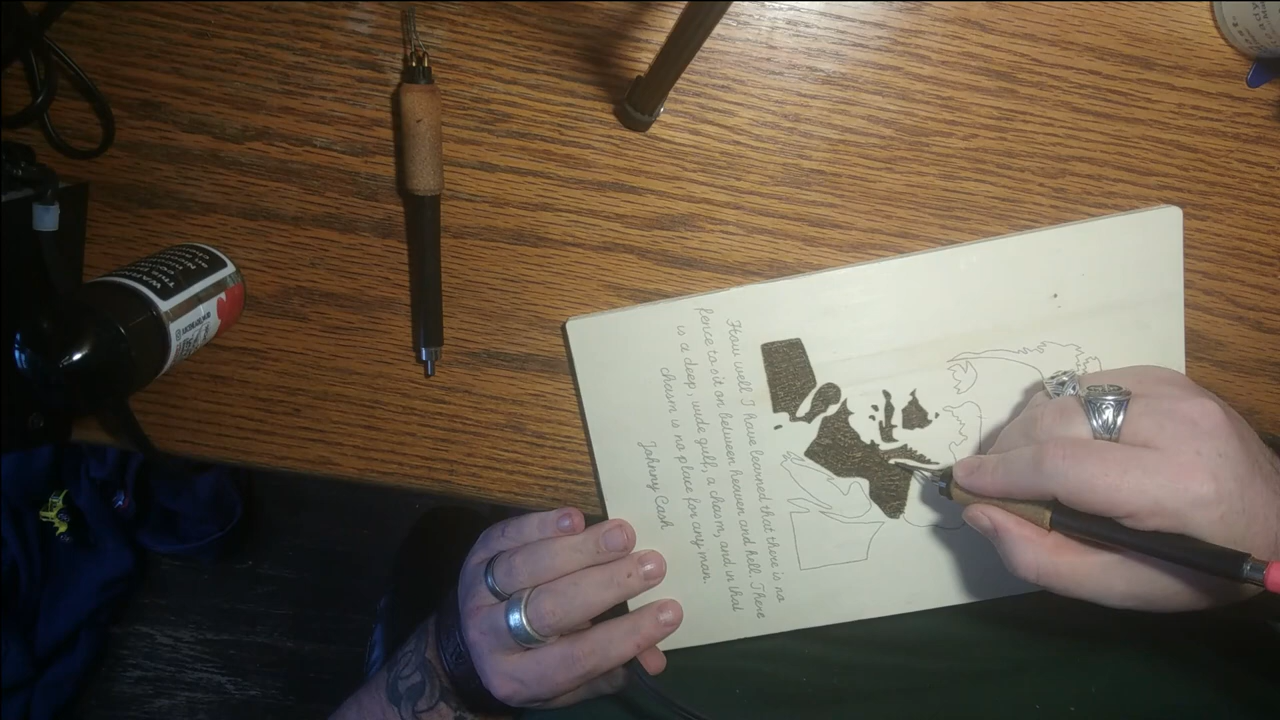 How well I have learned that there is no
fence to sit on between heaven and hell. There
is a deep, wide gulf, a chasm, and in that
chasm is no place for any man.
Johnny Cash